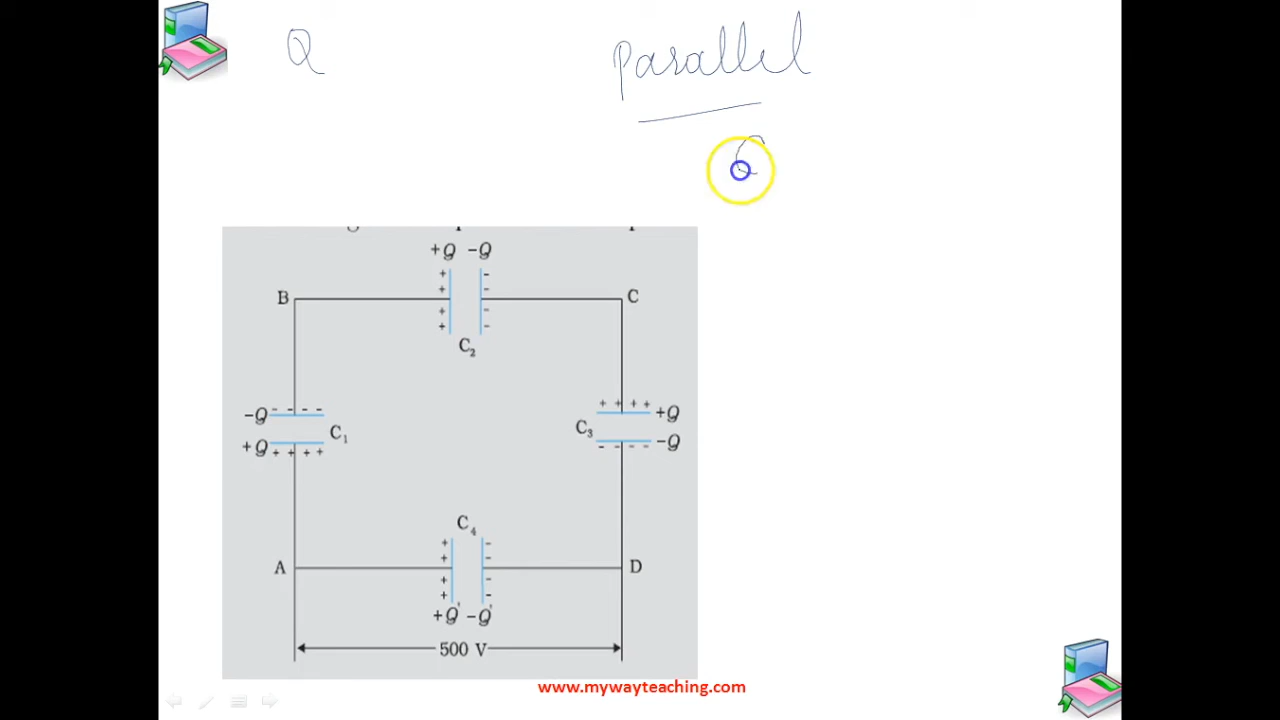 Q Parallel
+Q −Q
B C
C₂
−Q +Q
C₁ C₃
+Q −Q
C₄
A D
+Q' −Q'
500 V
www.mywayteaching.com